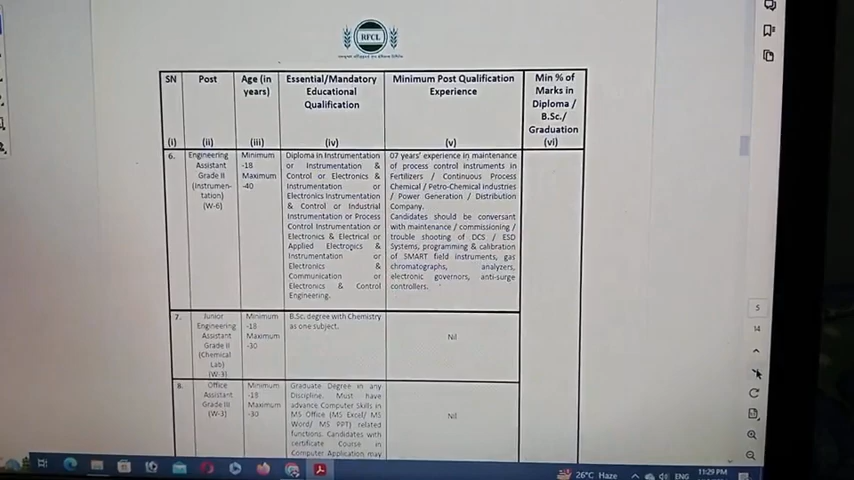 RFCL
SN
Post
Age (in
years)
Essential/Mandatory
Educational
Qualification
Minimum Post Qualification
Experience
Min % of
Marks in
Diploma /
B.Sc./
Graduation
(i)
(ii)
(iii)
(iv)
(v)
(vi)
6.
Engineering
Assistant
Grade II
(Instrumen-
tation)
(W-6)
Minimum
-18
Maximum
-40
Diploma in Instrumentation
or Instrumentation &
Control or Electronics &
Instrumentation or
Electronics Instrumentation
& Control or Industrial
Instrumentation or Process
Control Instrumentation or
Electronics & Electrical or
Applied Electronics &
Instrumentation or
Electronics &
Communication or
Electronics & Control
Engineering.
07 years' experience in maintenance
of process control instruments in
Fertilizers / Continuous Process
Chemical / Petro-Chemical industries
/ Power Generation / Distribution
Company.
Candidates should be conversant
with maintenance / commissioning /
trouble shooting of DCS / ESD
Systems, programming & calibration
of SMART field instruments, gas
chromatographs, analyzers,
electronic governors, anti-surge
controllers.
7.
Junior
Engineering
Assistant
Grade II
(Chemical
Lab)
(W-3)
Minimum
-18
Maximum
-30
B.Sc. degree with Chemistry
as one subject.
Nil
8.
Office
Assistant
Grade III
(W-3)
Minimum
-18
Maximum
-30
Graduate Degree in any
Discipline. Must have
advance Computer Skills in
MS Office (MS Excel/ MS
Word/ MS PPT) related
functions. Candidates with
certificate Course in
Computer Application may
Nil
5
14
26°C Haze
ENG
11:29 PM